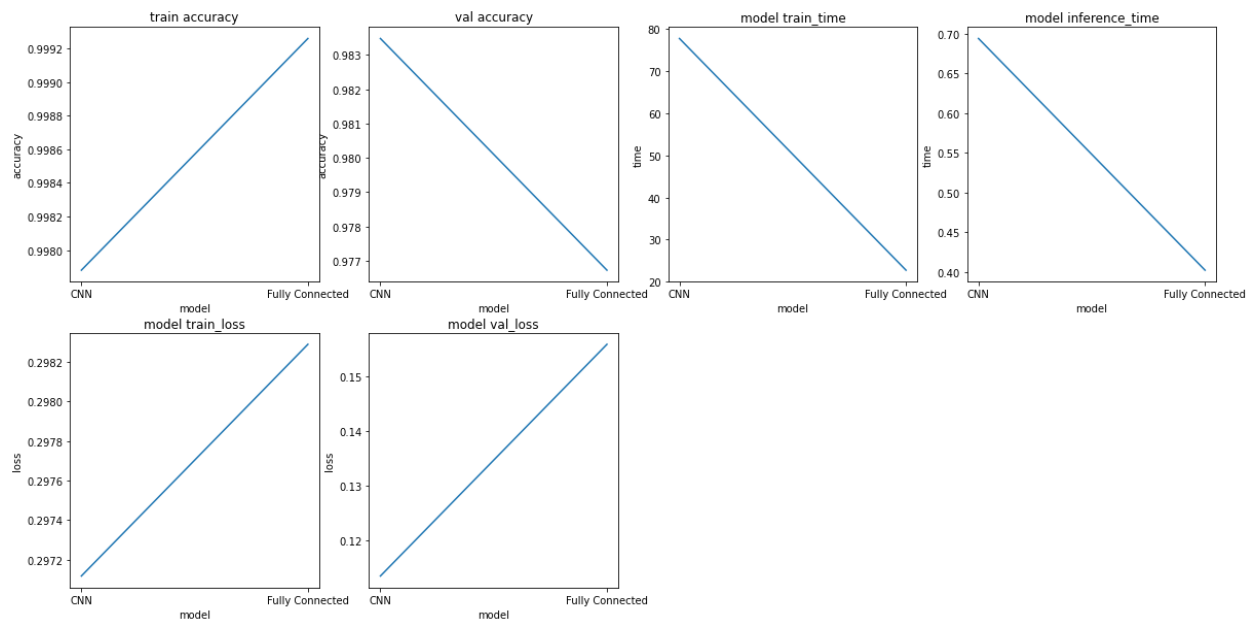 train accuracy
0.9992
0.9990
0.9988
0.9986
0.9984
0.9982
0.9980
accuracy
CNN Fully Connected
model
val accuracy
0.983
0.982
0.981
0.980
0.979
0.978
0.977
accuracy
CNN Fully Connected
model
model train_time
80
70
60
50
40
30
20
time
CNN Fully Connected
model
model inference_time
0.70
0.65
0.60
0.55
0.50
0.45
0.40
time
CNN Fully Connected
model
model train_loss
0.2982
0.2980
0.2978
0.2976
0.2974
0.2972
loss
CNN Fully Connected
model
model val_loss
0.15
0.14
0.13
0.12
loss
CNN Fully Connected
model